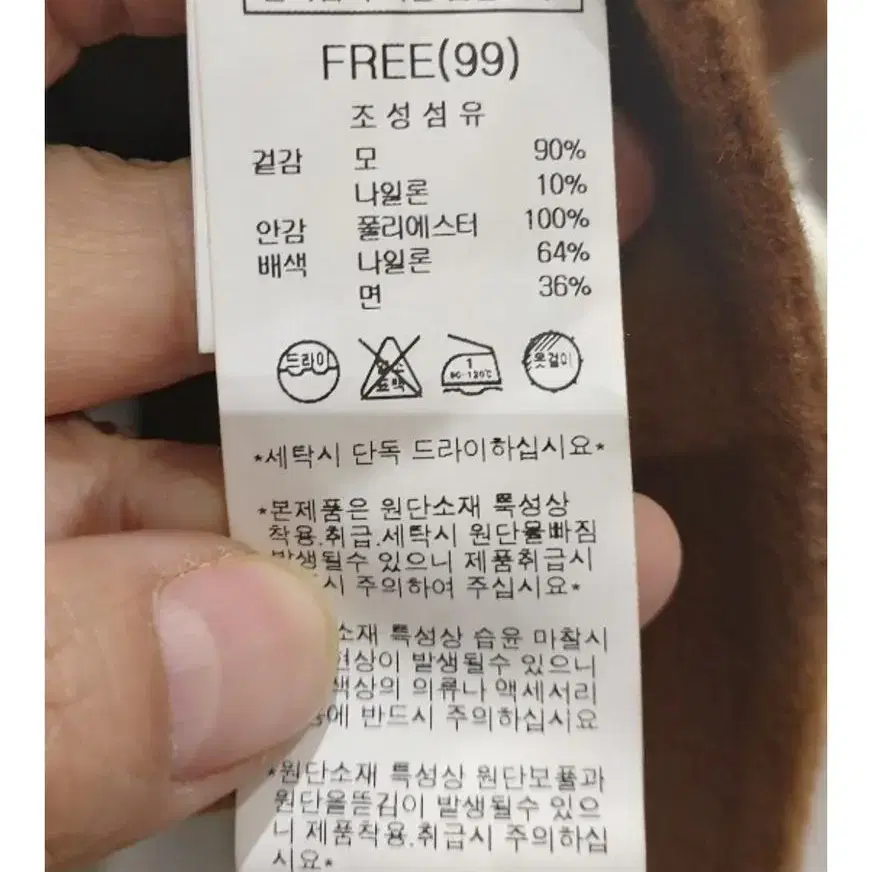 FREE(99)
조성섬유
겉감 모 90%
나일론 10%
안감 폴리에스터 100%
배색 나일론 64%
면 36%
드라이
1
80-120℃
옷걸이
*세탁시 단독 드라이하십시요*
*본제품은 원단소재 특성상
착용.취급.세탁시 원단물빠짐
발생될수 있으니 제품취급시
시 주의하여 주십시요*
소재 특성상 습윤 마찰시
현상이 발생될수 있으니
색상의 의류나 액세서리
에 반드시 주의하십시요
*원단소재 특성상 원단보풀과
원단올뜯김이 발생될수 있으
니 제품착용.취급시 주의하십
시요*